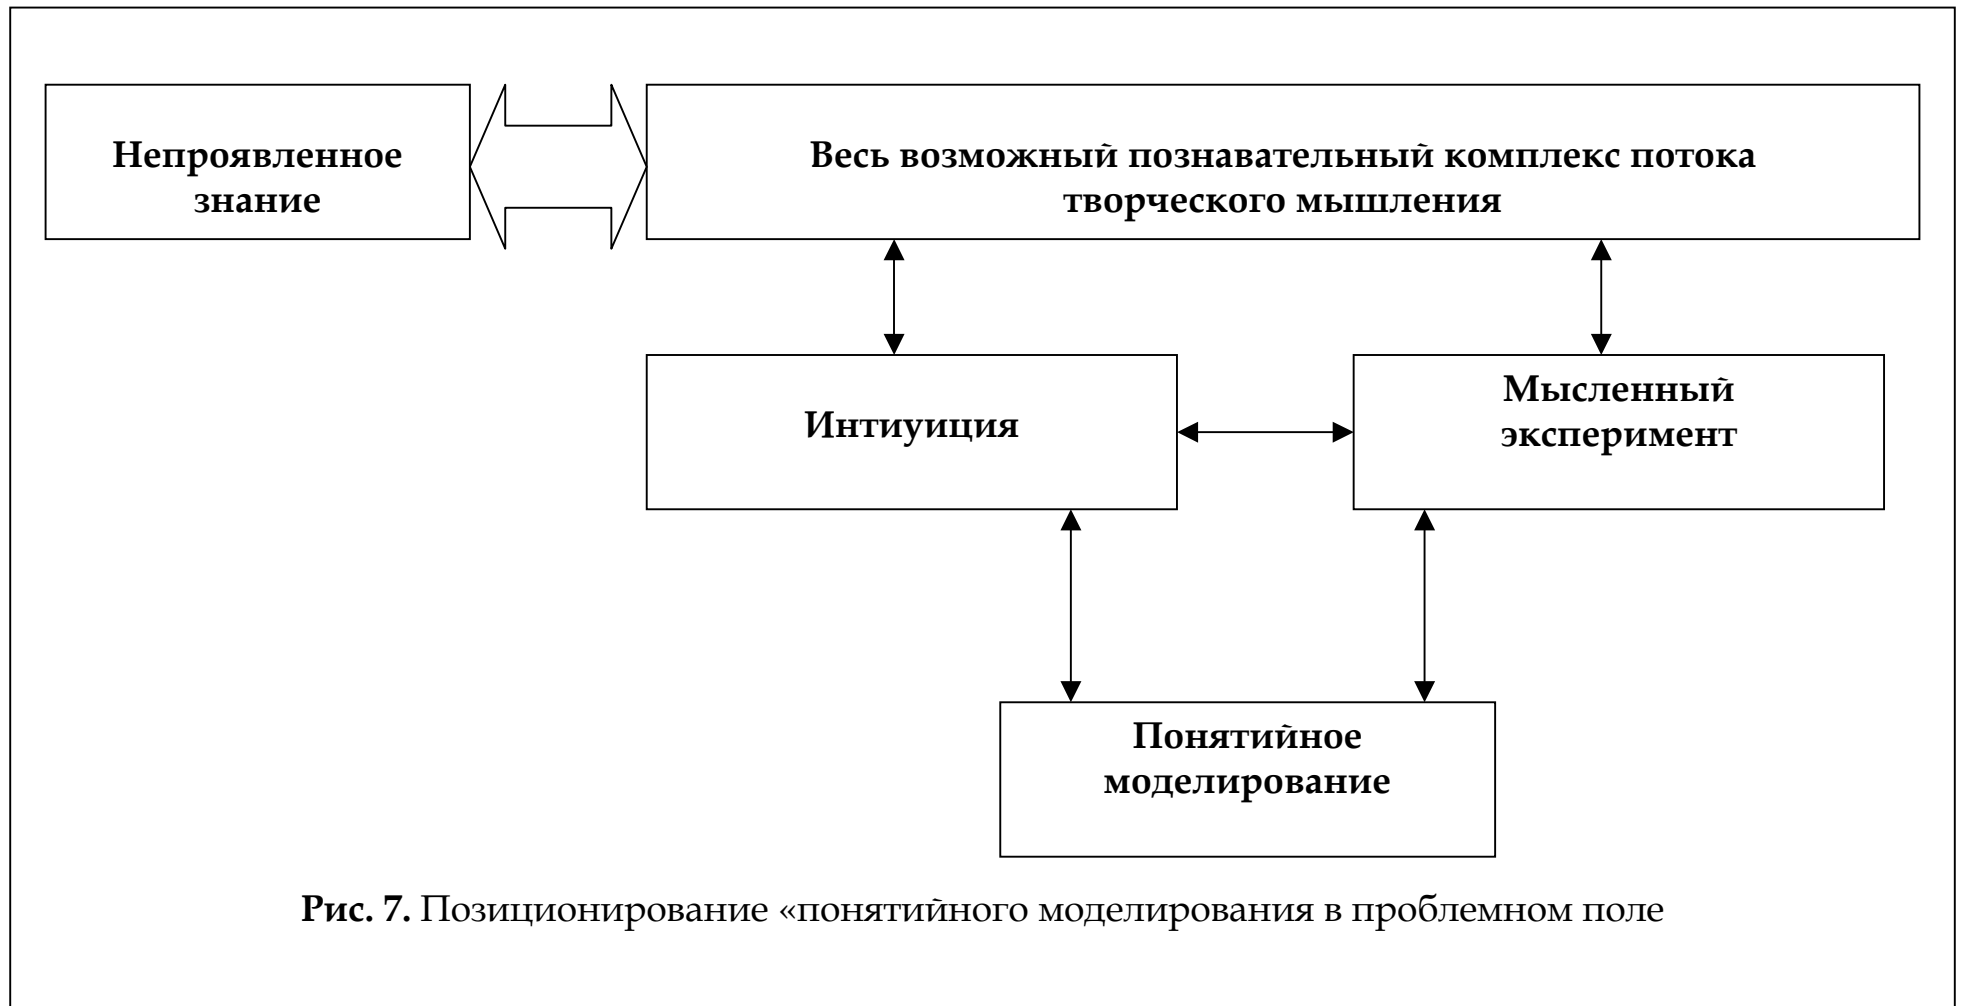 Непроявленное
знание
Весь возможный познавательный комплекс потока
творческого мышления
Интиуиция
Мысленный
эксперимент
Понятийное
моделирование
Рис. 7. Позиционирование «понятийного моделирования в проблемном поле